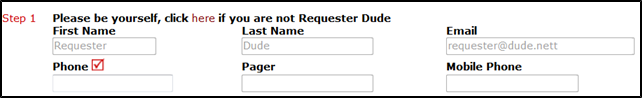 Step 1 Please be yourself, click here if you are not Requester Dude
First Name Last Name Email
Requester Dude requester@dude.nett
Phone Pager Mobile Phone